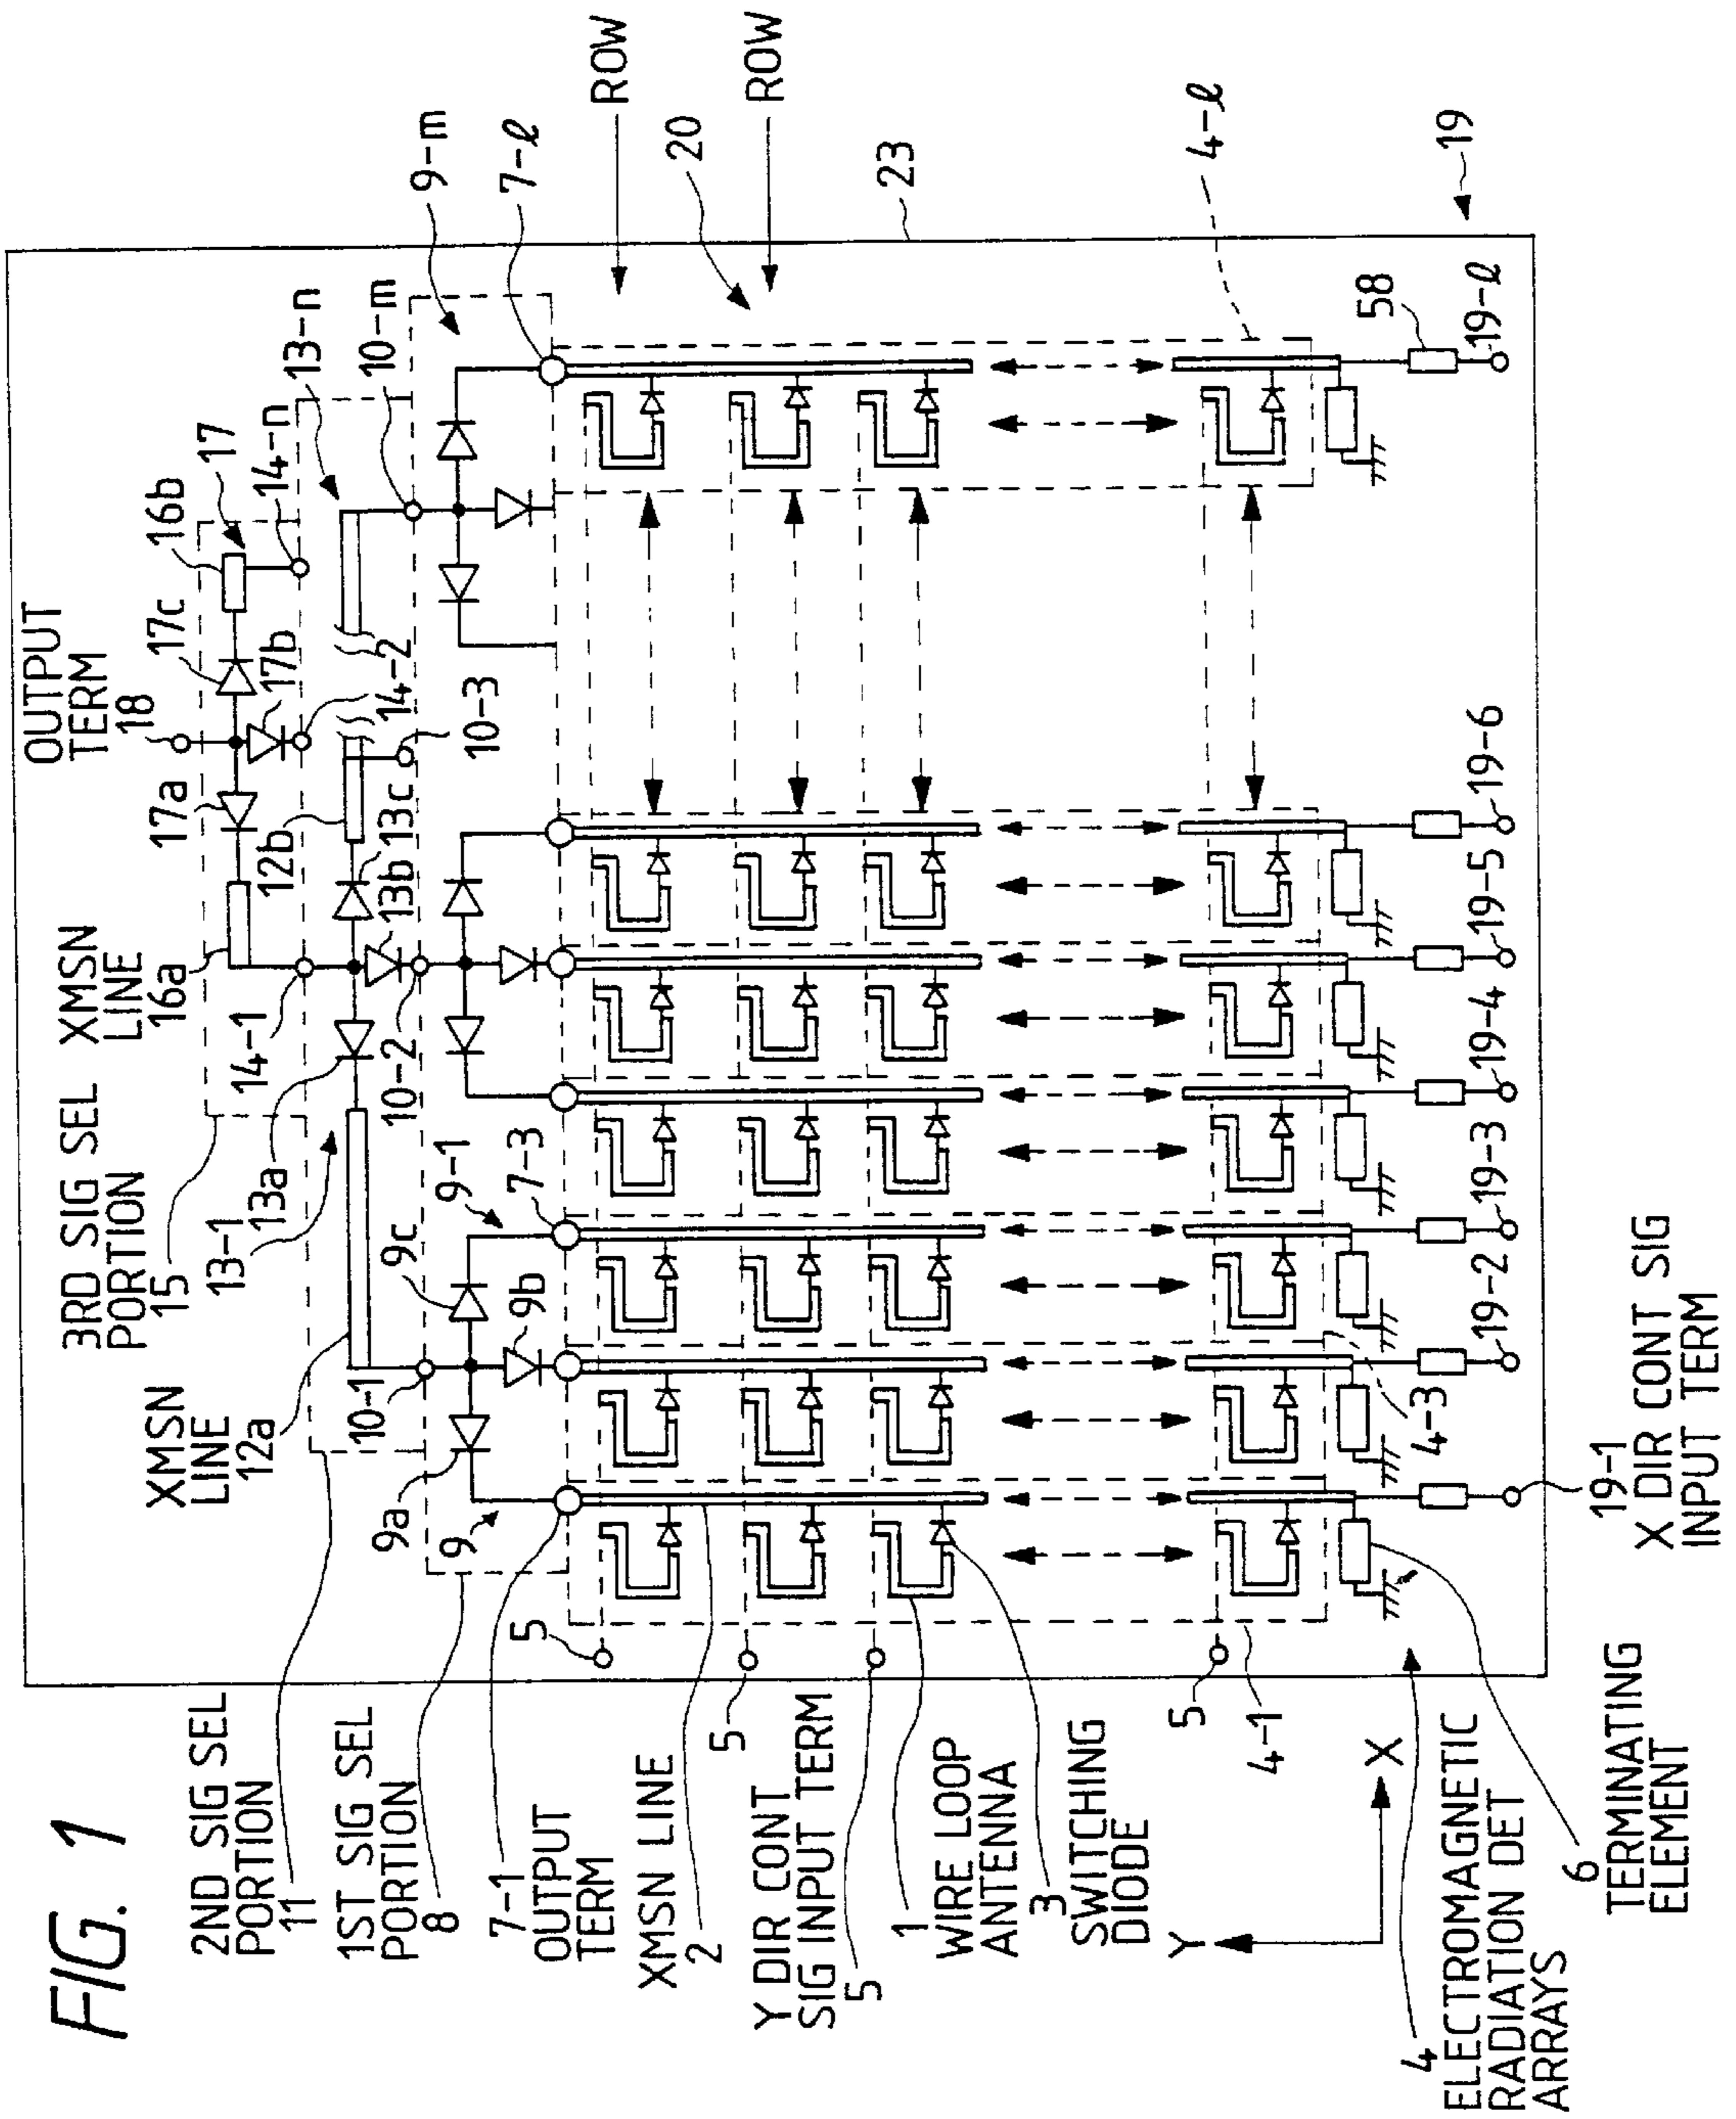 FIG. 1
2ND SIG SEL
PORTION
11
1ST SIG SEL
PORTION
8
7-1
OUTPUT
TERM
XMSN LINE
2
Y DIR CONT
SIG INPUT TERM
5
1
WIRE LOOP
ANTENNA
3
SWITCHING
DIODE
Y
X
4
ELECTROMAGNETIC
RADIATION DET
ARRAYS
6
TERMINATING
ELEMENT
5
5
5
4-1
XMSN
LINE
12a
3RD SIG SEL
PORTION
15
XMSN
LINE
16a
OUTPUT
TERM
18
13-1
13a
14-1
10-1
10-2
9a
9
9c
9b
9-1
7-3
17a
12b
13b
13c
17c
17b
14-2
10-3
16b
17
14-n
13-n
10-m
9-m
7-ℓ
ROW
20
ROW
23
4-ℓ
19
58
19-ℓ
19-6
19-5
19-4
19-3
19-2
4-3
19-1
X DIR CONT SIG
INPUT TERM